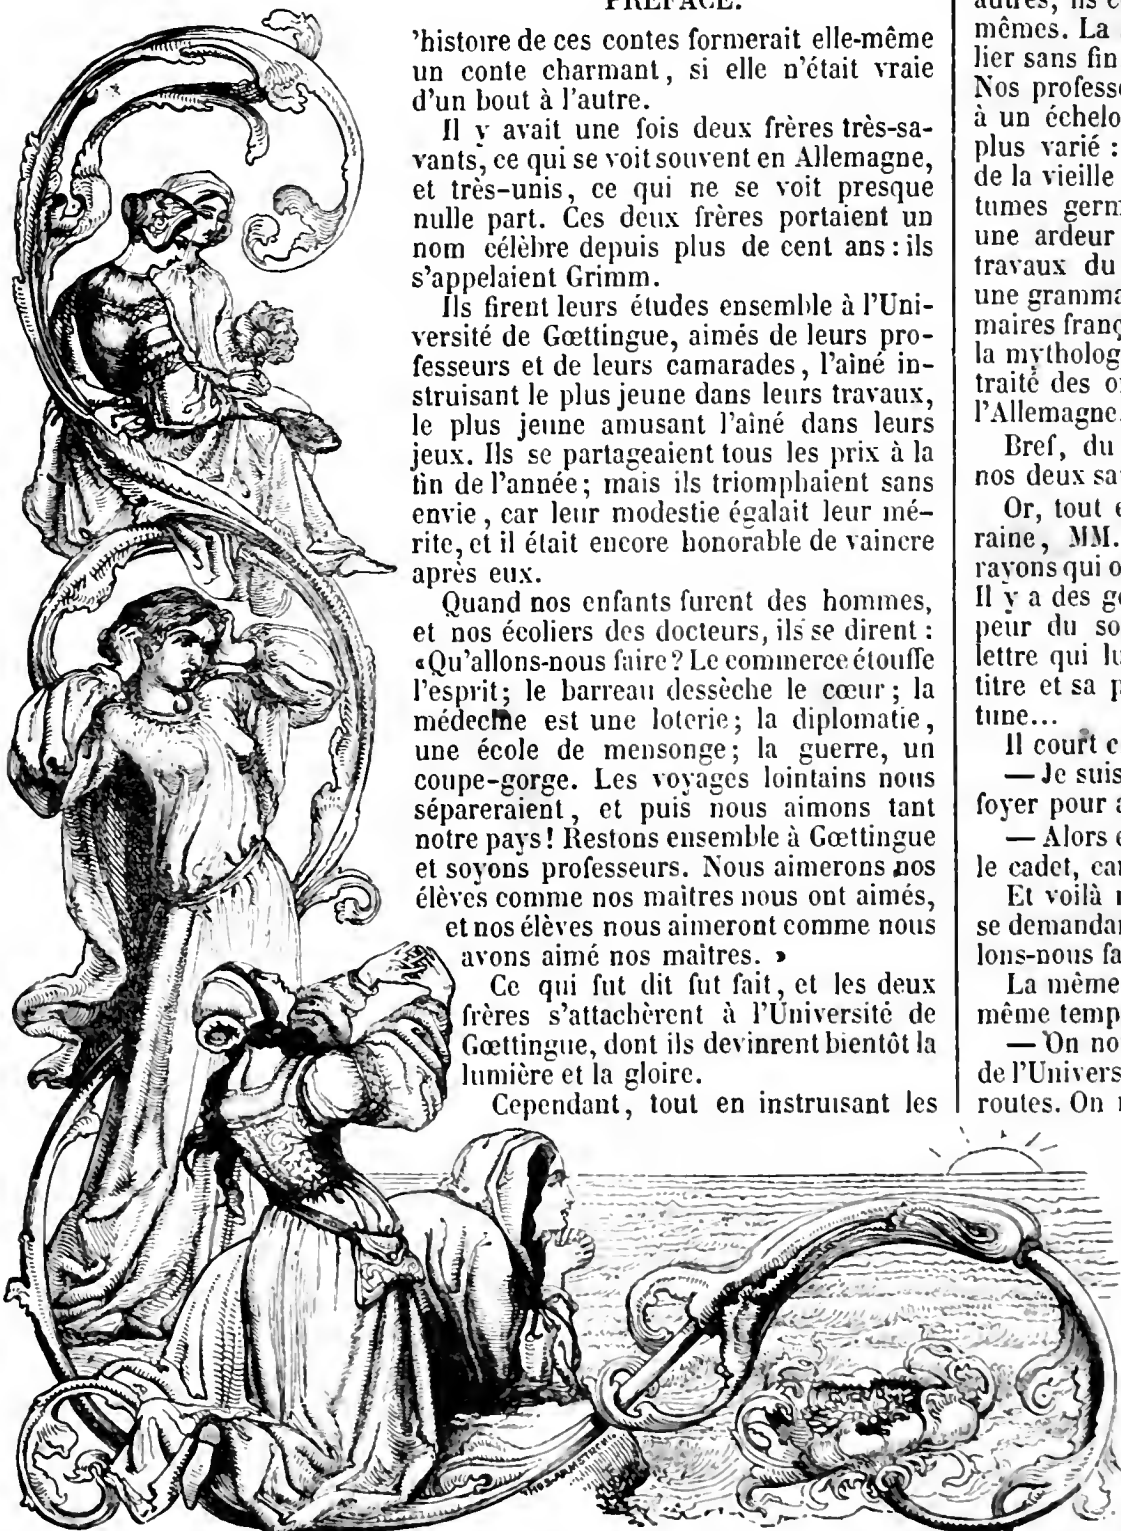 PRÉFACE.
’histoire de ces contes formerait elle-même
un conte charmant, si elle n’était vraie
d’un bout à l’autre.
Il y avait une fois deux frères très-sa-
vants, ce qui se voit souvent en Allemagne,
et très-unis, ce qui ne se voit presque
nulle part. Ces deux frères portaient un
nom célèbre depuis plus de cent ans : ils
s’appelaient Grimm.
Ils firent leurs études ensemble à l’Uni-
versité de Gœttingue, aimés de leurs pro-
fesseurs et de leurs camarades, l’aîné in-
struisant le plus jeune dans leurs travaux,
le plus jeune amusant l’aîné dans leurs
jeux. Ils se partageaient tous les prix à la
fin de l’année; mais ils triomphaient sans
envie, car leur modestie égalait leur mé-
rite, et il était encore honorable de vaincre
après eux.
Quand nos enfants furent des hommes,
et nos écoliers des docteurs, ils se dirent :
«Qu’allons-nous faire? Le commerce étouffe
l’esprit; le barreau dessèche le cœur; la
médecine est une loterie; la diplomatie,
une école de mensonge; la guerre, un
coupe-gorge. Les voyages lointains nous
sépareraient, et puis nous aimons tant
notre pays! Restons ensemble à Gœttingue
et soyons professeurs. Nous aimerons nos
élèves comme nos maîtres nous ont aimés,
et nos élèves nous aimeront comme nous
avons aimé nos maîtres. »
Ce qui fut dit fut fait, et les deux
frères s’attachèrent à l’Université de
Gœttingue, dont ils devinrent bientôt la
lumière et la gloire.
Cependant, tout en instruisant les
autres, ils
mêmes. La
lier sans fin
Nos profess
à un échelo
plus varié :
de la vieille
tumes germ
une ardeur
travaux du
une gramma
maires franç
la mytholog
traité des o
l’Allemagne.
Bref, du
nos deux sa
Or, tout e
raine, MM.
rayons qui o
Il y a des g
peur du so
lettre qui lu
titre et sa p
tune...
Il court c
— Je suis
foyer pour a
— Alors e
le cadet, ca
Et voilà
se demanda
lons-nous fa
La même
même temp
— On no
de l’Univers
routes. On